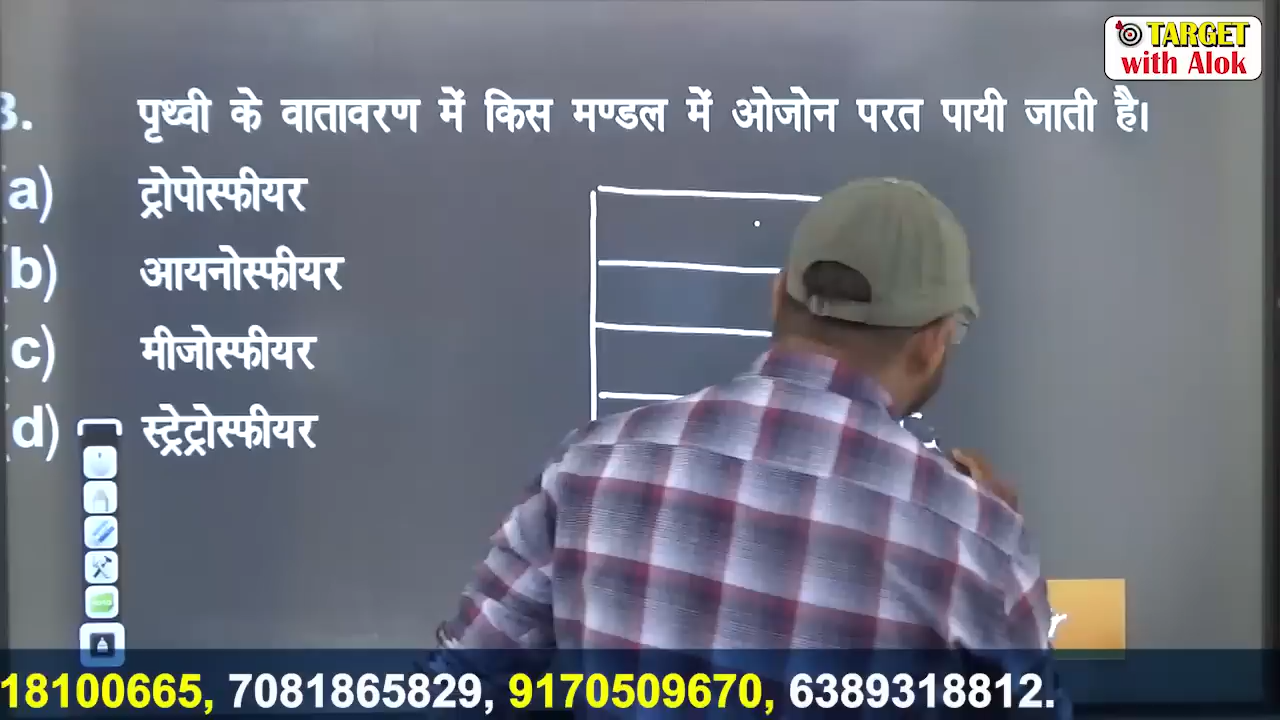 TARGET
with Alok
3. पृथ्वी के वातावरण में किस मण्डल में ओजोन परत पायी जाती है।
(a) ट्रोपोस्फीयर
(b) आयनोस्फीयर
(c) मीजोस्फीयर
(d) स्ट्रेट्रोस्फीयर
18100665, 7081865829, 9170509670, 6389318812.